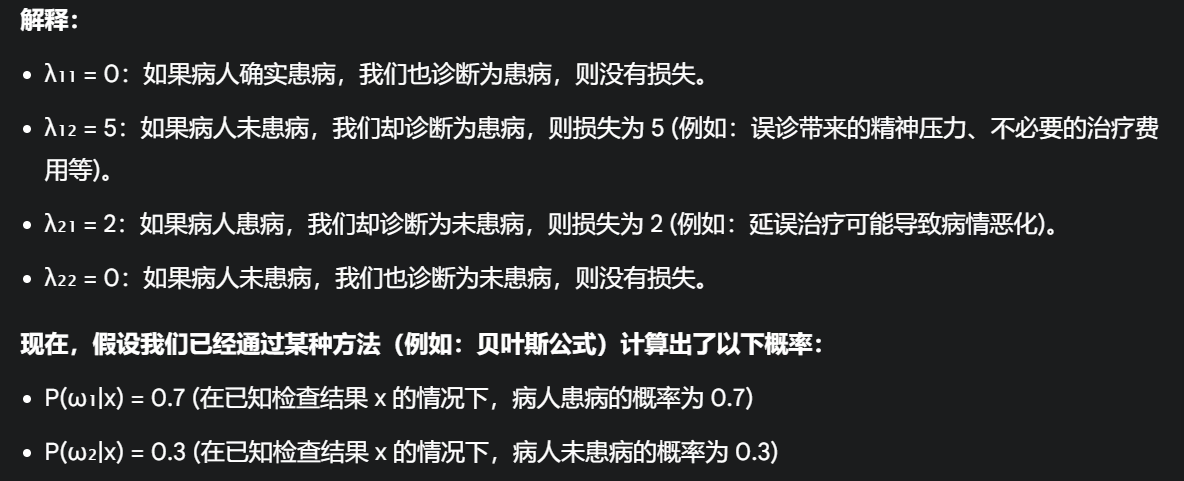 解释：
• λ₁₁ = 0：如果病人确实患病，我们也诊断为患病，则没有损失。
• λ₁₂ = 5：如果病人未患病，我们却诊断为患病，则损失为 5 (例如：误诊带来的精神压力、不必要的治疗费
用等)。
• λ₂₁ = 2：如果病人患病，我们却诊断为未患病，则损失为 2 (例如：延误治疗可能导致病情恶化)。
• λ₂₂ = 0：如果病人未患病，我们也诊断为未患病，则没有损失。
现在，假设我们已经通过某种方法（例如：贝叶斯公式）计算出了以下概率：
• P(ω₁|x) = 0.7 (在已知检查结果 x 的情况下，病人患病的概率为 0.7)
• P(ω₂|x) = 0.3 (在已知检查结果 x 的情况下，病人未患病的概率为 0.3)